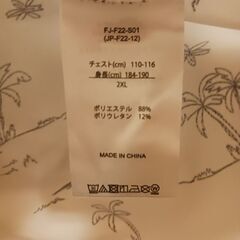 FJ-F22-S01
(JP-F22-12)
チェスト(cm) 110-116
身長(cm) 184-190
2XL
ポリエステル 88%
ポリウレタン 12%
MADE IN CHINA